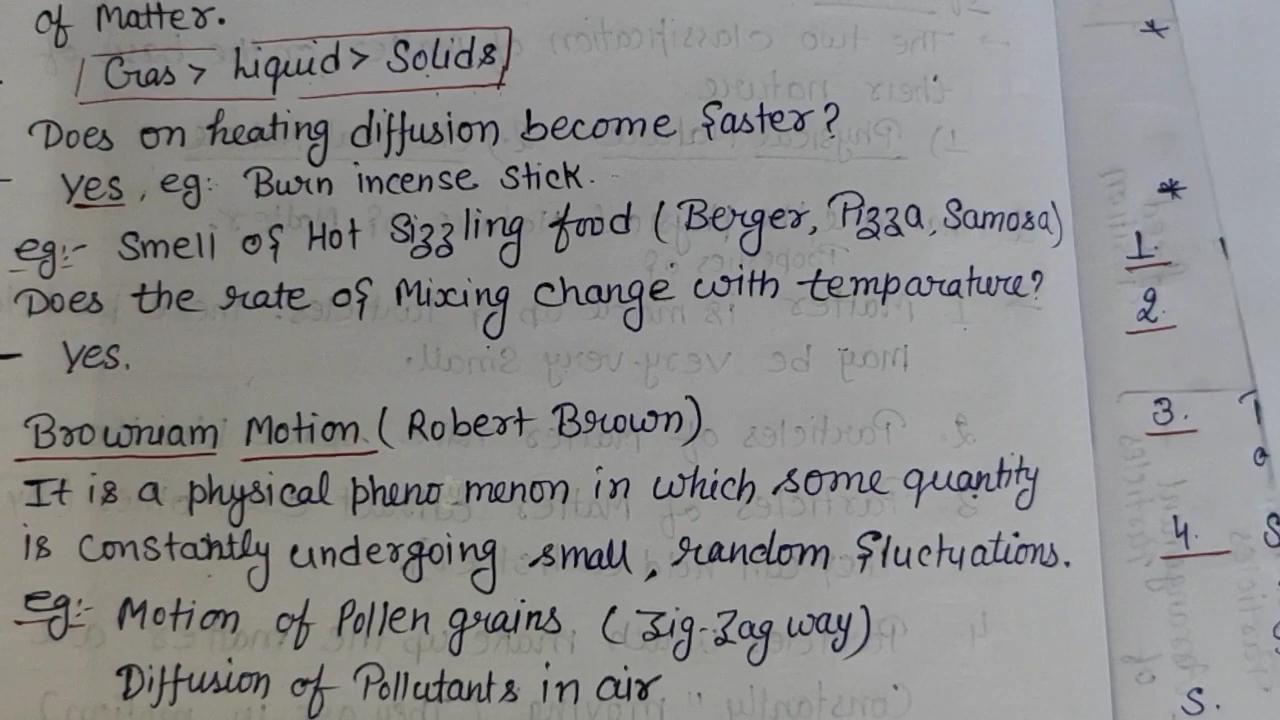 of Matter.
Gas > Liquid > Solids
Does on heating diffusion become faster?
- Yes, eg: Burn incense stick.
eg:- Smell of Hot Sizzling food (Berger, Pizza, Samosa)
Does the rate of Mixing change with temparature?
- Yes.
Browniam Motion (Robert Brown)
It is a physical pheno menon in which some quantity
is constantly undergoing small, random fluctuations.
eg:- Motion of Pollen grains (Zig-Zag way)
Diffusion of Pollutants in air
*
*
1.
2.
3.
4.
S.